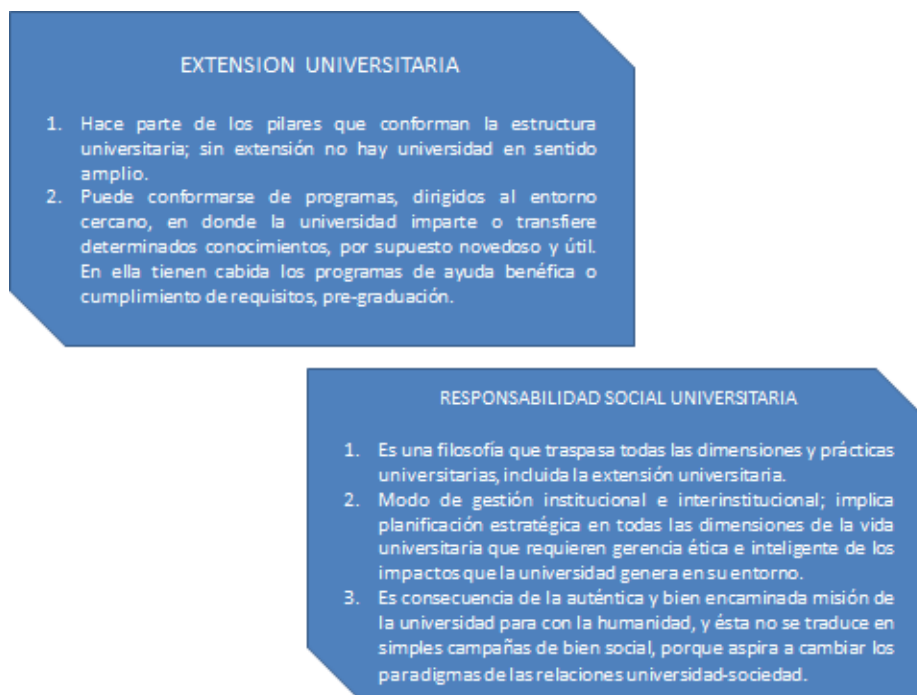 EXTENSION UNIVERSITARIA
1. Hace parte de los pilares que conforman la estructura
universitaria; sin extensión no hay universidad en sentido
amplio.
2. Puede conformarse de programas, dirigidos al entorno
cercano, en donde la universidad imparte o transfiere
determinados conocimientos, por supuesto novedoso y útil.
En ella tienen cabida los programas de ayuda benéfica o
cumplimiento de requisitos, pre-graduación.
RESPONSABILIDAD SOCIAL UNIVERSITARIA
1. Es una filosofía que traspasa todas las dimensiones y prácticas
universitarias, incluida la extensión universitaria.
2. Modo de gestión institucional e interinstitucional; implica
planificación estratégica en todas las dimensiones de la vida
universitaria que requieren gerencia ética e inteligente de los
impactos que la universidad genera en su entorno.
3. Es consecuencia de la auténtica y bien encaminada misión de
la universidad para con la humanidad, y ésta no se traduce en
simples campañas de bien social, porque aspira a cambiar los
paradigmas de las relaciones universidad-sociedad.